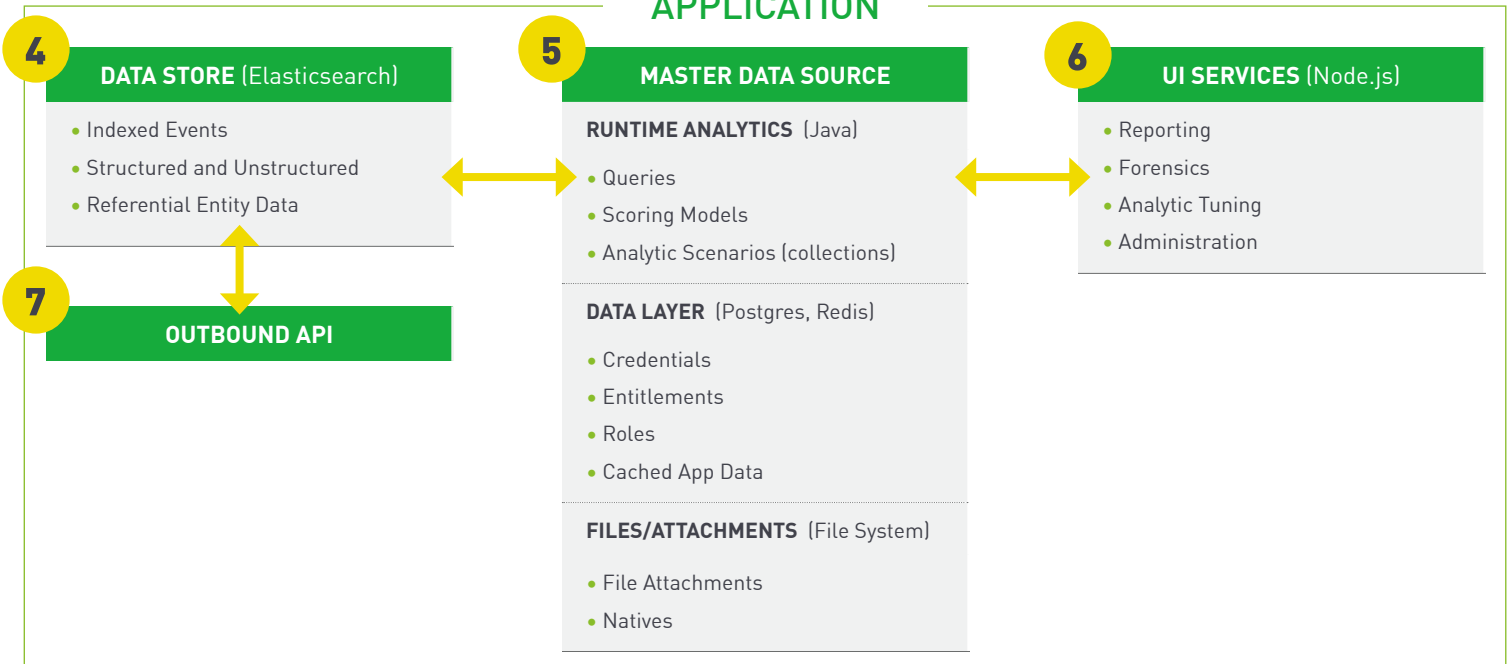 APPLICATION
4
DATA STORE (Elasticsearch)
• Indexed Events
• Structured and Unstructured
• Referential Entity Data
7
OUTBOUND API
5
MASTER DATA SOURCE
RUNTIME ANALYTICS (Java)
• Queries
• Scoring Models
• Analytic Scenarios (collections)
DATA LAYER (Postgres, Redis)
• Credentials
• Entitlements
• Roles
• Cached App Data
FILES/ATTACHMENTS (File System)
• File Attachments
• Natives
6
UI SERVICES (Node.js)
• Reporting
• Forensics
• Analytic Tuning
• Administration